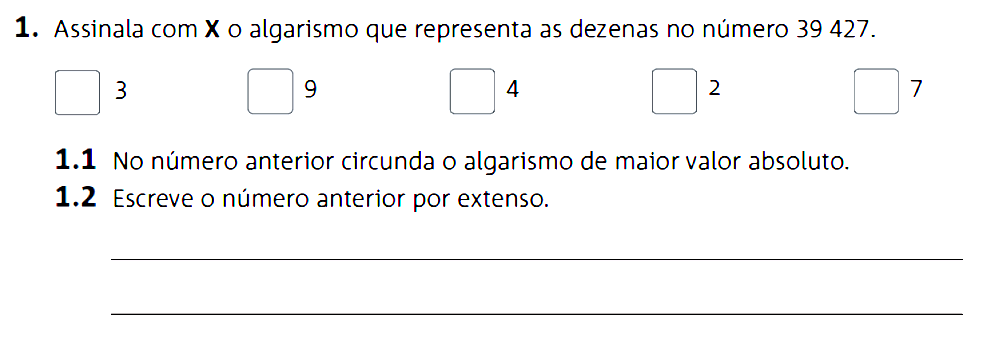 1. Assinala com X o algarismo que representa as dezenas no número 39 427.
3 9 4 2 7
1.1 No número anterior circunda o algarismo de maior valor absoluto.
1.2 Escreve o número anterior por extenso.